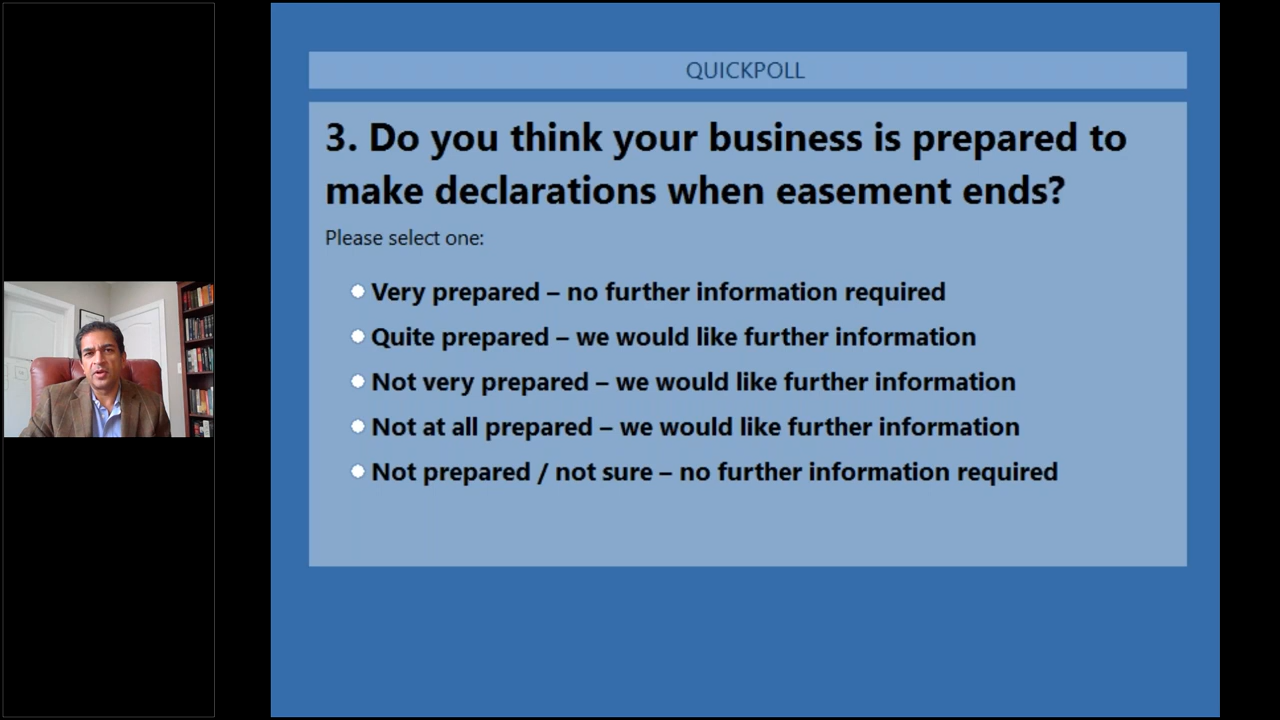 QUICKPOLL
3. Do you think your business is prepared to
make declarations when easement ends?
Please select one:
Very prepared – no further information required
Quite prepared – we would like further information
Not very prepared – we would like further information
Not at all prepared – we would like further information
Not prepared / not sure – no further information required